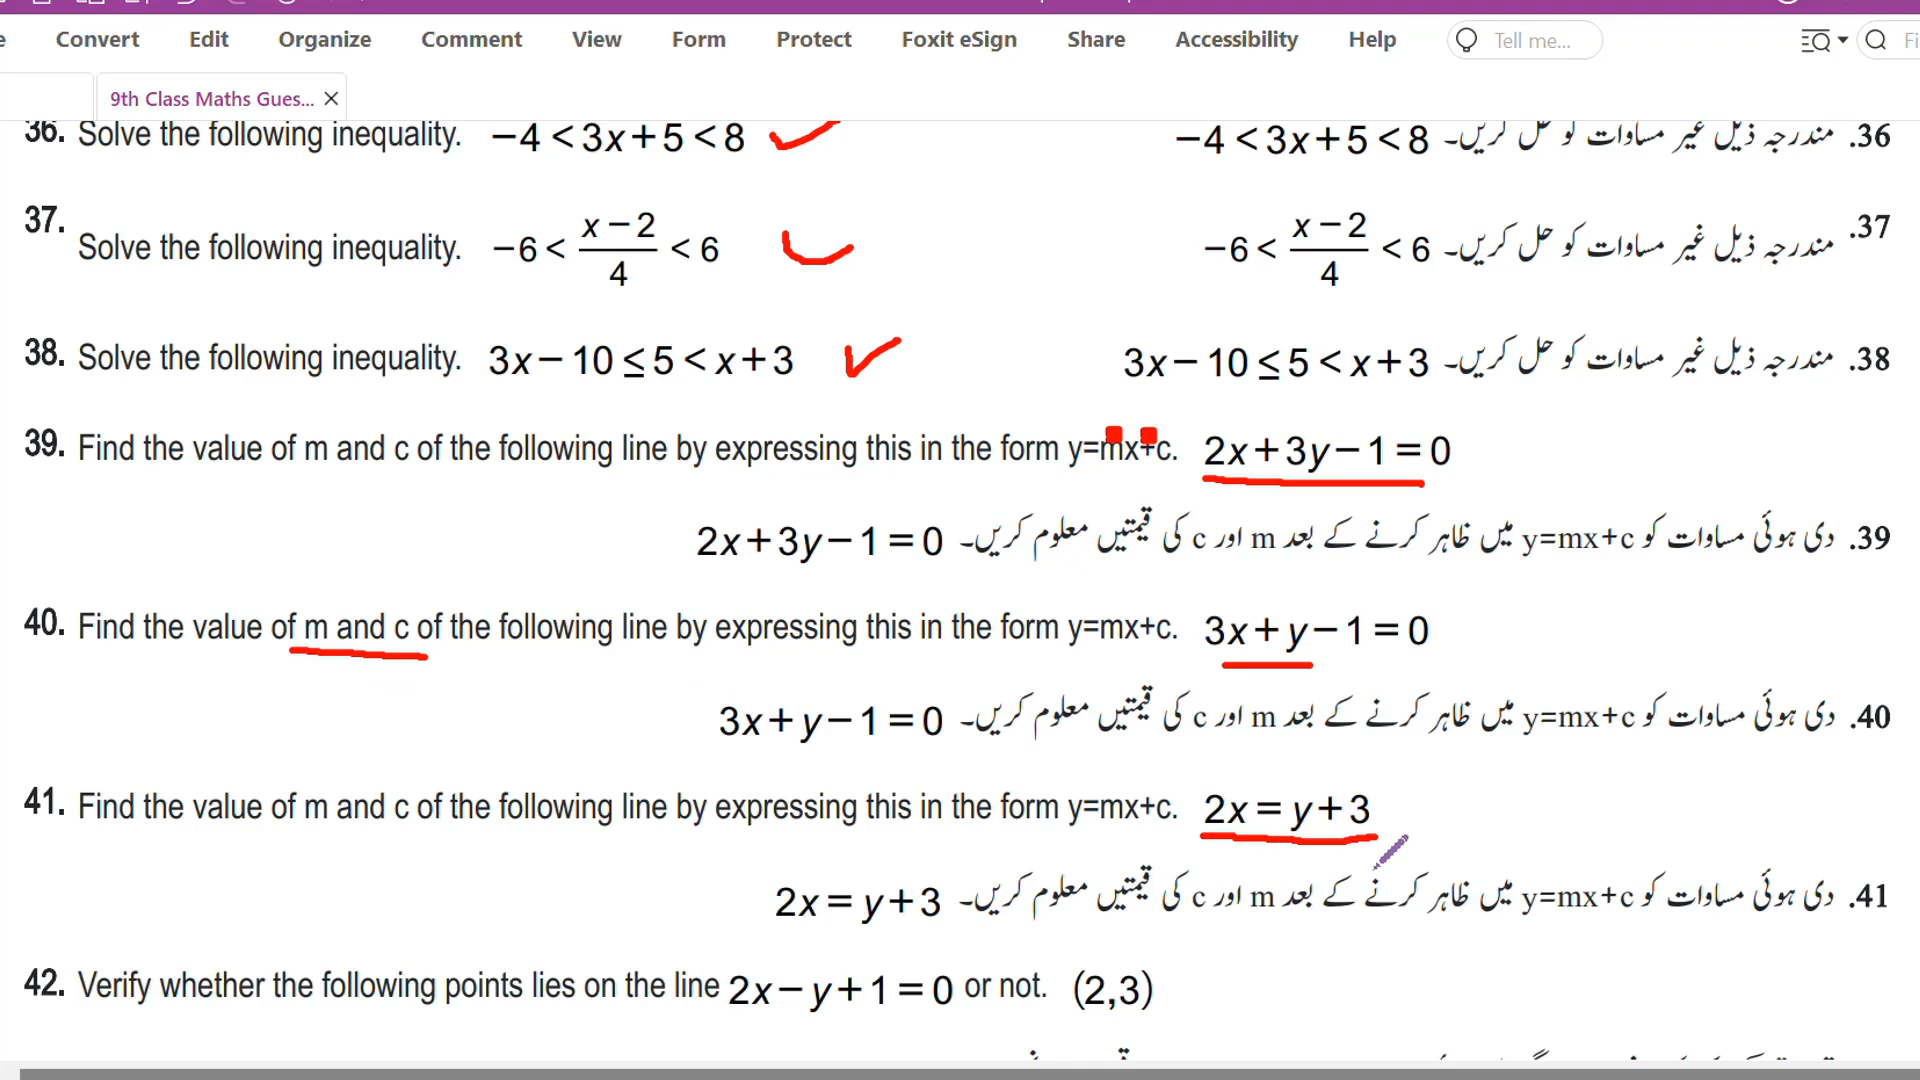 Convert Edit Organize Comment View Form Protect Foxit eSign Share Accessibility Help Tell me... Fi
9th Class Maths Gues...
36. Solve the following inequality. −4 < 3x + 5 < 8
36. مندرجہ ذیل غیر مساوات کو حل کریں۔ −4 < 3x + 5 < 8
37. Solve the following inequality. −6 < (x − 2)/4 < 6
37. مندرجہ ذیل غیر مساوات کو حل کریں۔ −6 < (x − 2)/4 < 6
38. Solve the following inequality. 3x − 10 ≤ 5 < x + 3
38. مندرجہ ذیل غیر مساوات کو حل کریں۔ 3x − 10 ≤ 5 < x + 3
39. Find the value of m and c of the following line by expressing this in the form y=mx+c. 2x + 3y − 1 = 0
39. دی ہوئی مساوات کو y=mx+c میں ظاہر کرنے کے بعد m اور c کی قیمتیں معلوم کریں۔ 2x + 3y − 1 = 0
40. Find the value of m and c of the following line by expressing this in the form y=mx+c. 3x + y − 1 = 0
40. دی ہوئی مساوات کو y=mx+c میں ظاہر کرنے کے بعد m اور c کی قیمتیں معلوم کریں۔ 3x + y − 1 = 0
41. Find the value of m and c of the following line by expressing this in the form y=mx+c. 2x = y + 3
41. دی ہوئی مساوات کو y=mx+c میں ظاہر کرنے کے بعد m اور c کی قیمتیں معلوم کریں۔ 2x = y + 3
42. Verify whether the following points lies on the line 2x − y + 1 = 0 or not. (2,3)